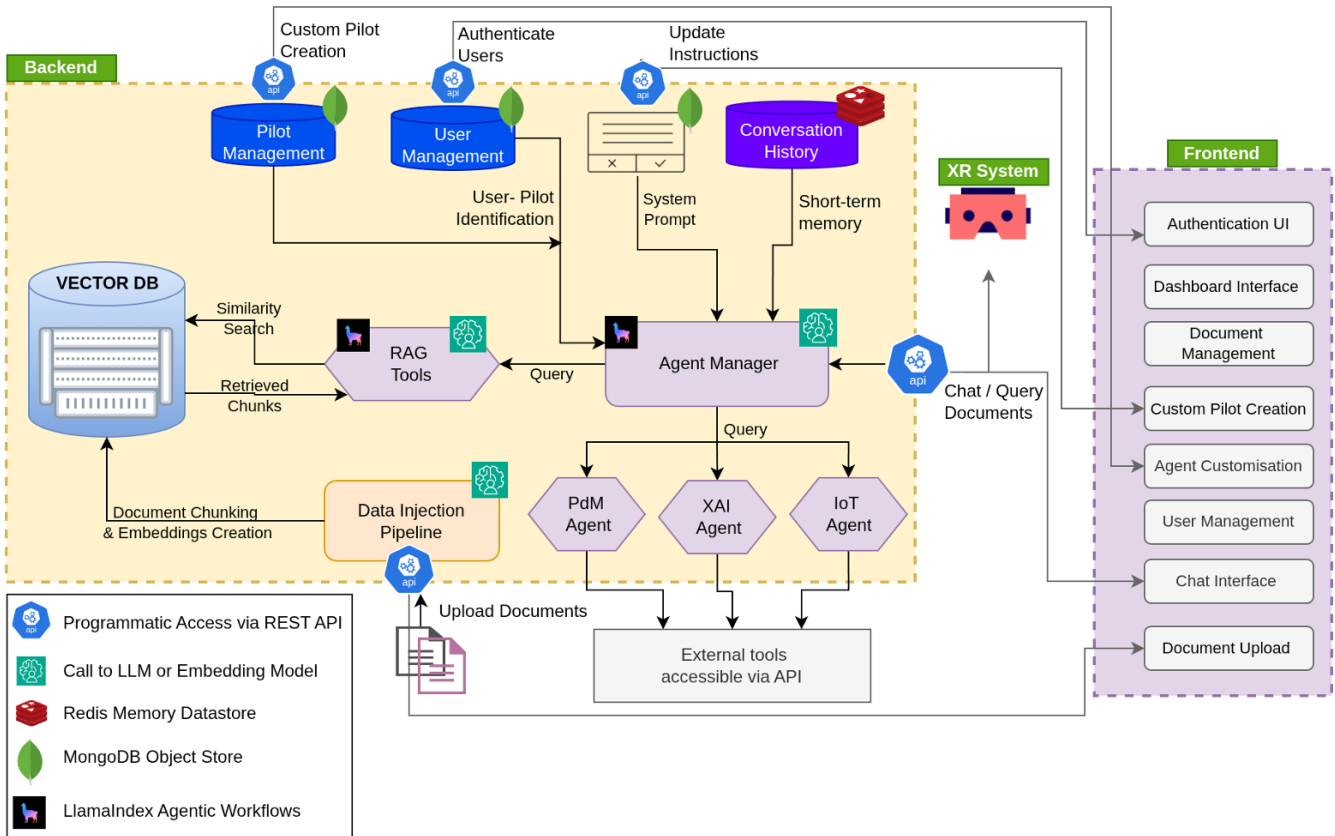 Custom Pilot
Creation
Authenticate
Users
Update
Instructions
Backend
api
api
api
Pilot
Management
User
Management
Conversation
History
XR System
Frontend
User- Pilot
Identification
System
Prompt
Short-term
memory
Authentication UI
Dashboard Interface
Document
Management
Custom Pilot Creation
Agent Customisation
User Management
Chat Interface
Document Upload
VECTOR DB
Similarity
Search
RAG
Tools
Retrieved
Chunks
Query
Agent Manager
api
Chat / Query
Documents
Query
PdM
Agent
XAI
Agent
IoT
Agent
Document Chunking
& Embeddings Creation
Data Injection
Pipeline
api
Upload Documents
External tools
accessible via API
api
Programmatic Access via REST API
Call to LLM or Embedding Model
Redis Memory Datastore
MongoDB Object Store
LlamaIndex Agentic Workflows